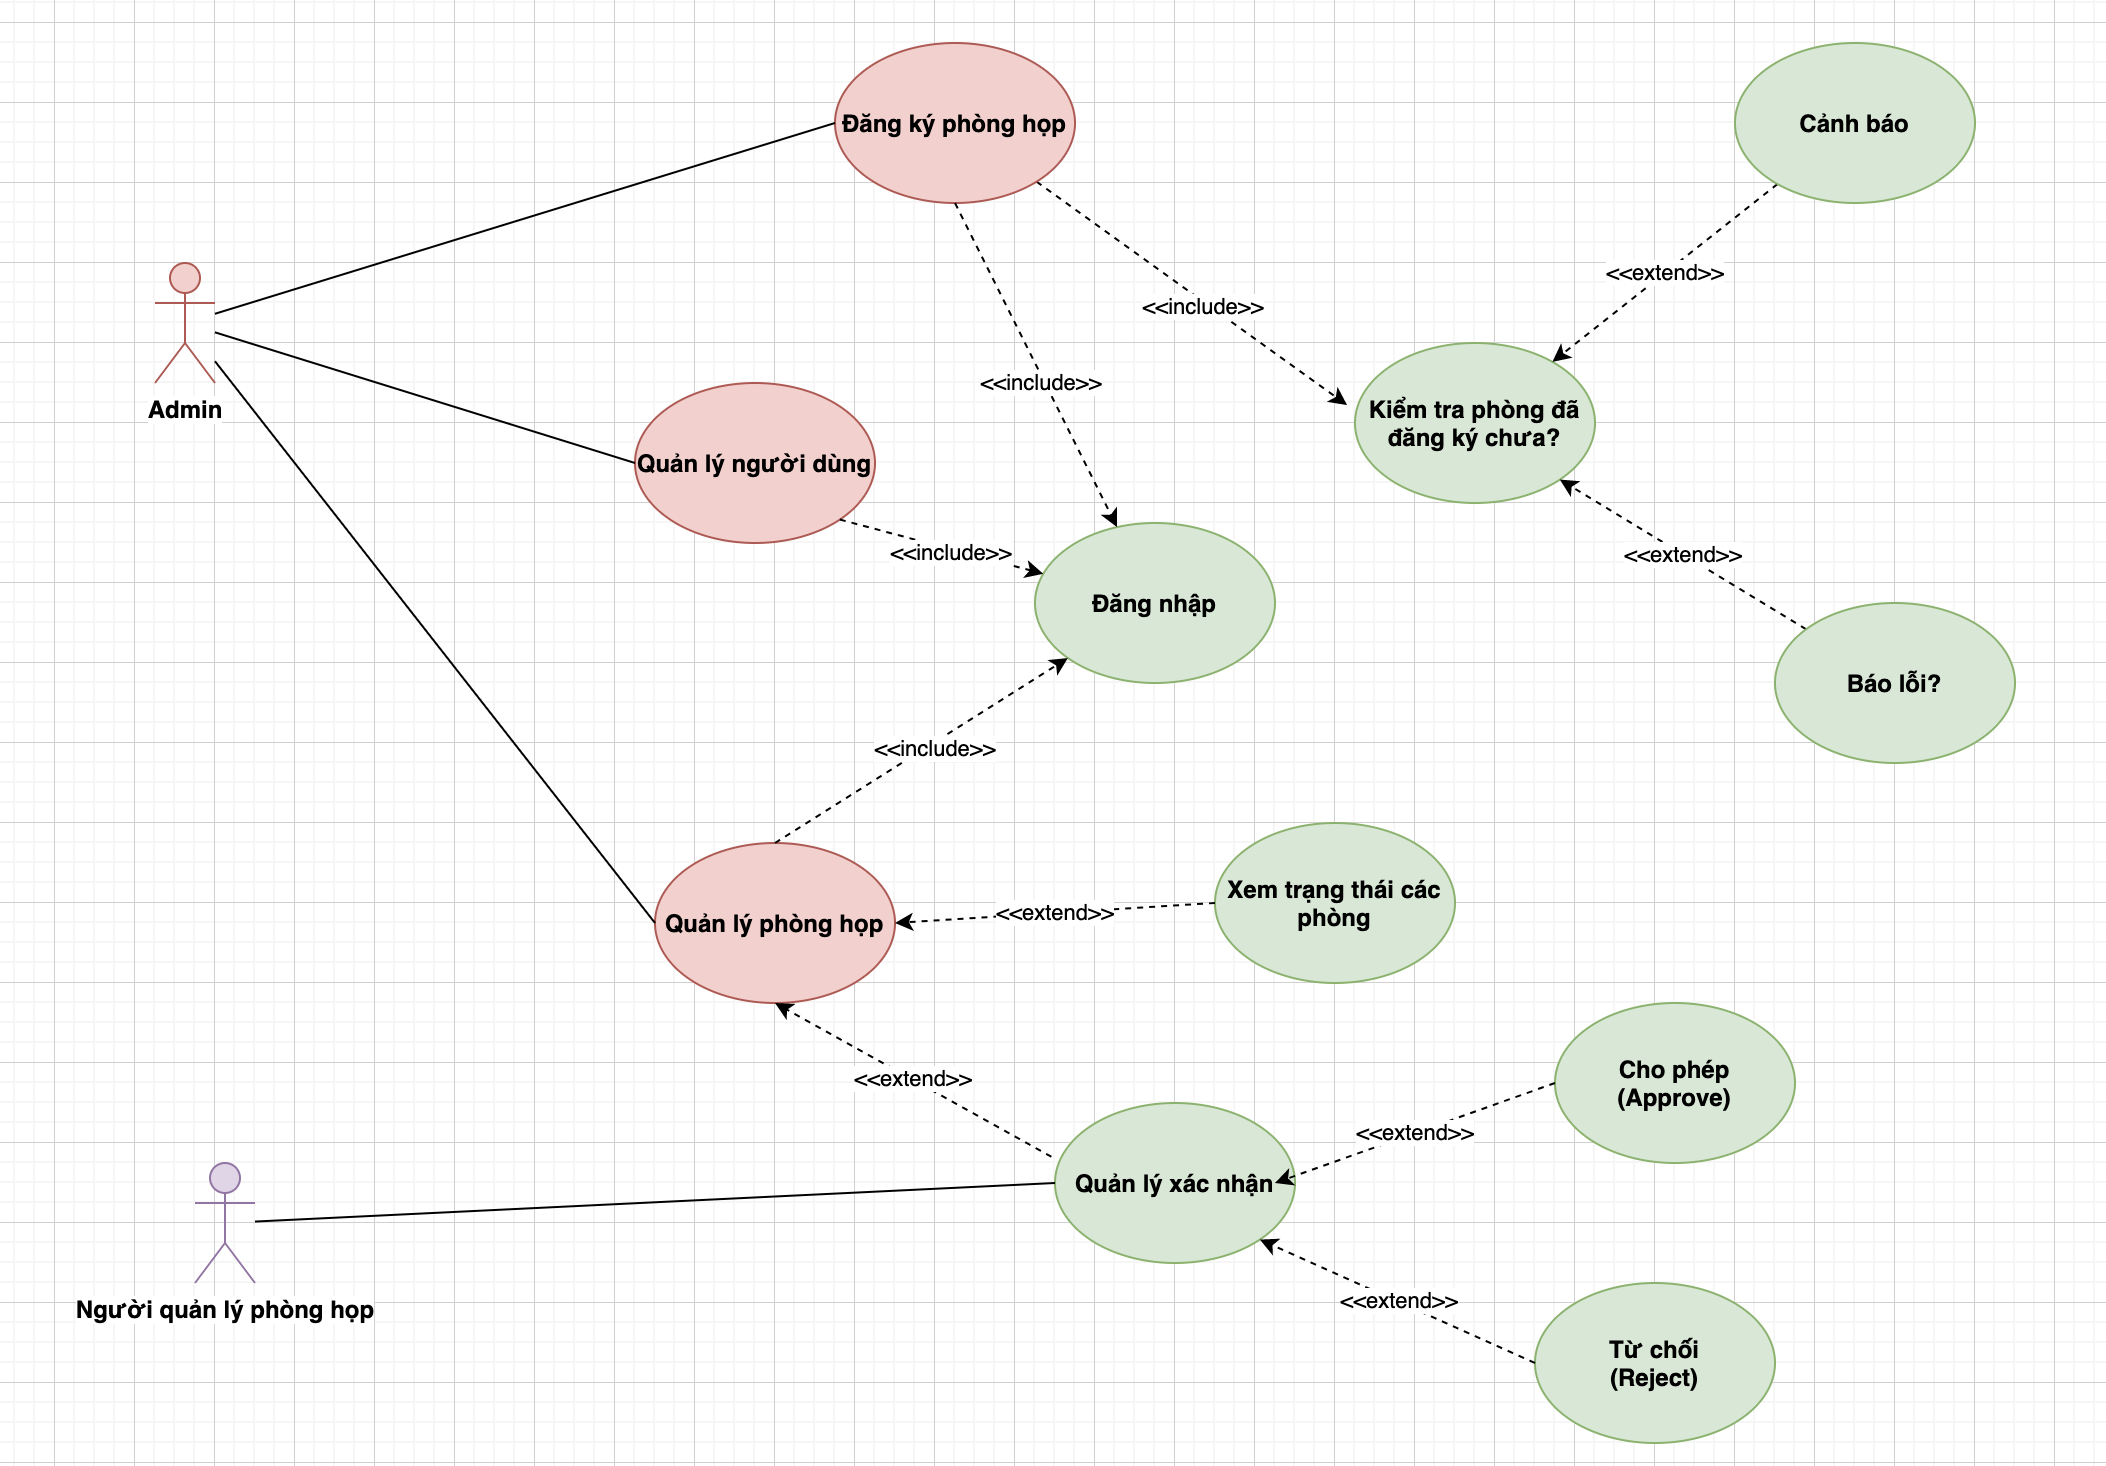 Đăng ký phòng họp
Cảnh báo
<<extend>>
<<include>>
<<include>>
Admin
Kiểm tra phòng đã
đăng ký chưa?
Quản lý người dùng
<<include>>
<<extend>>
Đăng nhập
Báo lỗi?
<<include>>
Xem trạng thái các
phòng
<<extend>>
Quản lý phòng họp
<<extend>>
Cho phép
(Approve)
<<extend>>
Quản lý xác nhận
Người quản lý phòng họp
<<extend>>
Từ chối
(Reject)